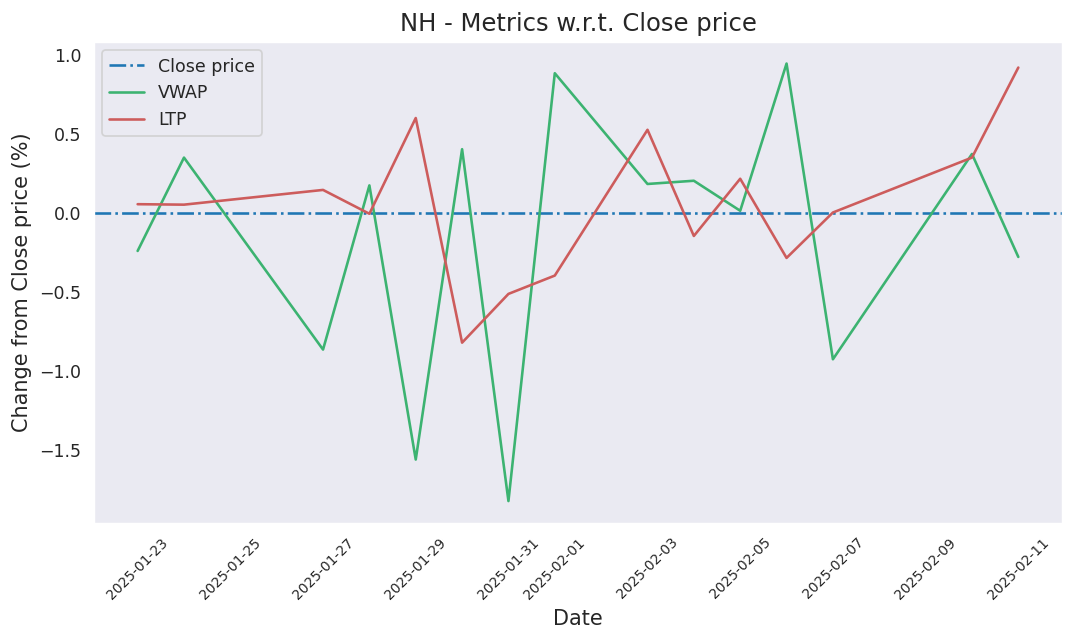 NH - Metrics w.r.t. Close price
Close price
VWAP
LTP
Change from Close price (%)
1.0
0.5
0.0
−0.5
−1.0
−1.5
2025-01-23
2025-01-25
2025-01-27
2025-01-29
2025-01-31
2025-02-01
2025-02-03
2025-02-05
2025-02-07
2025-02-09
2025-02-11
Date